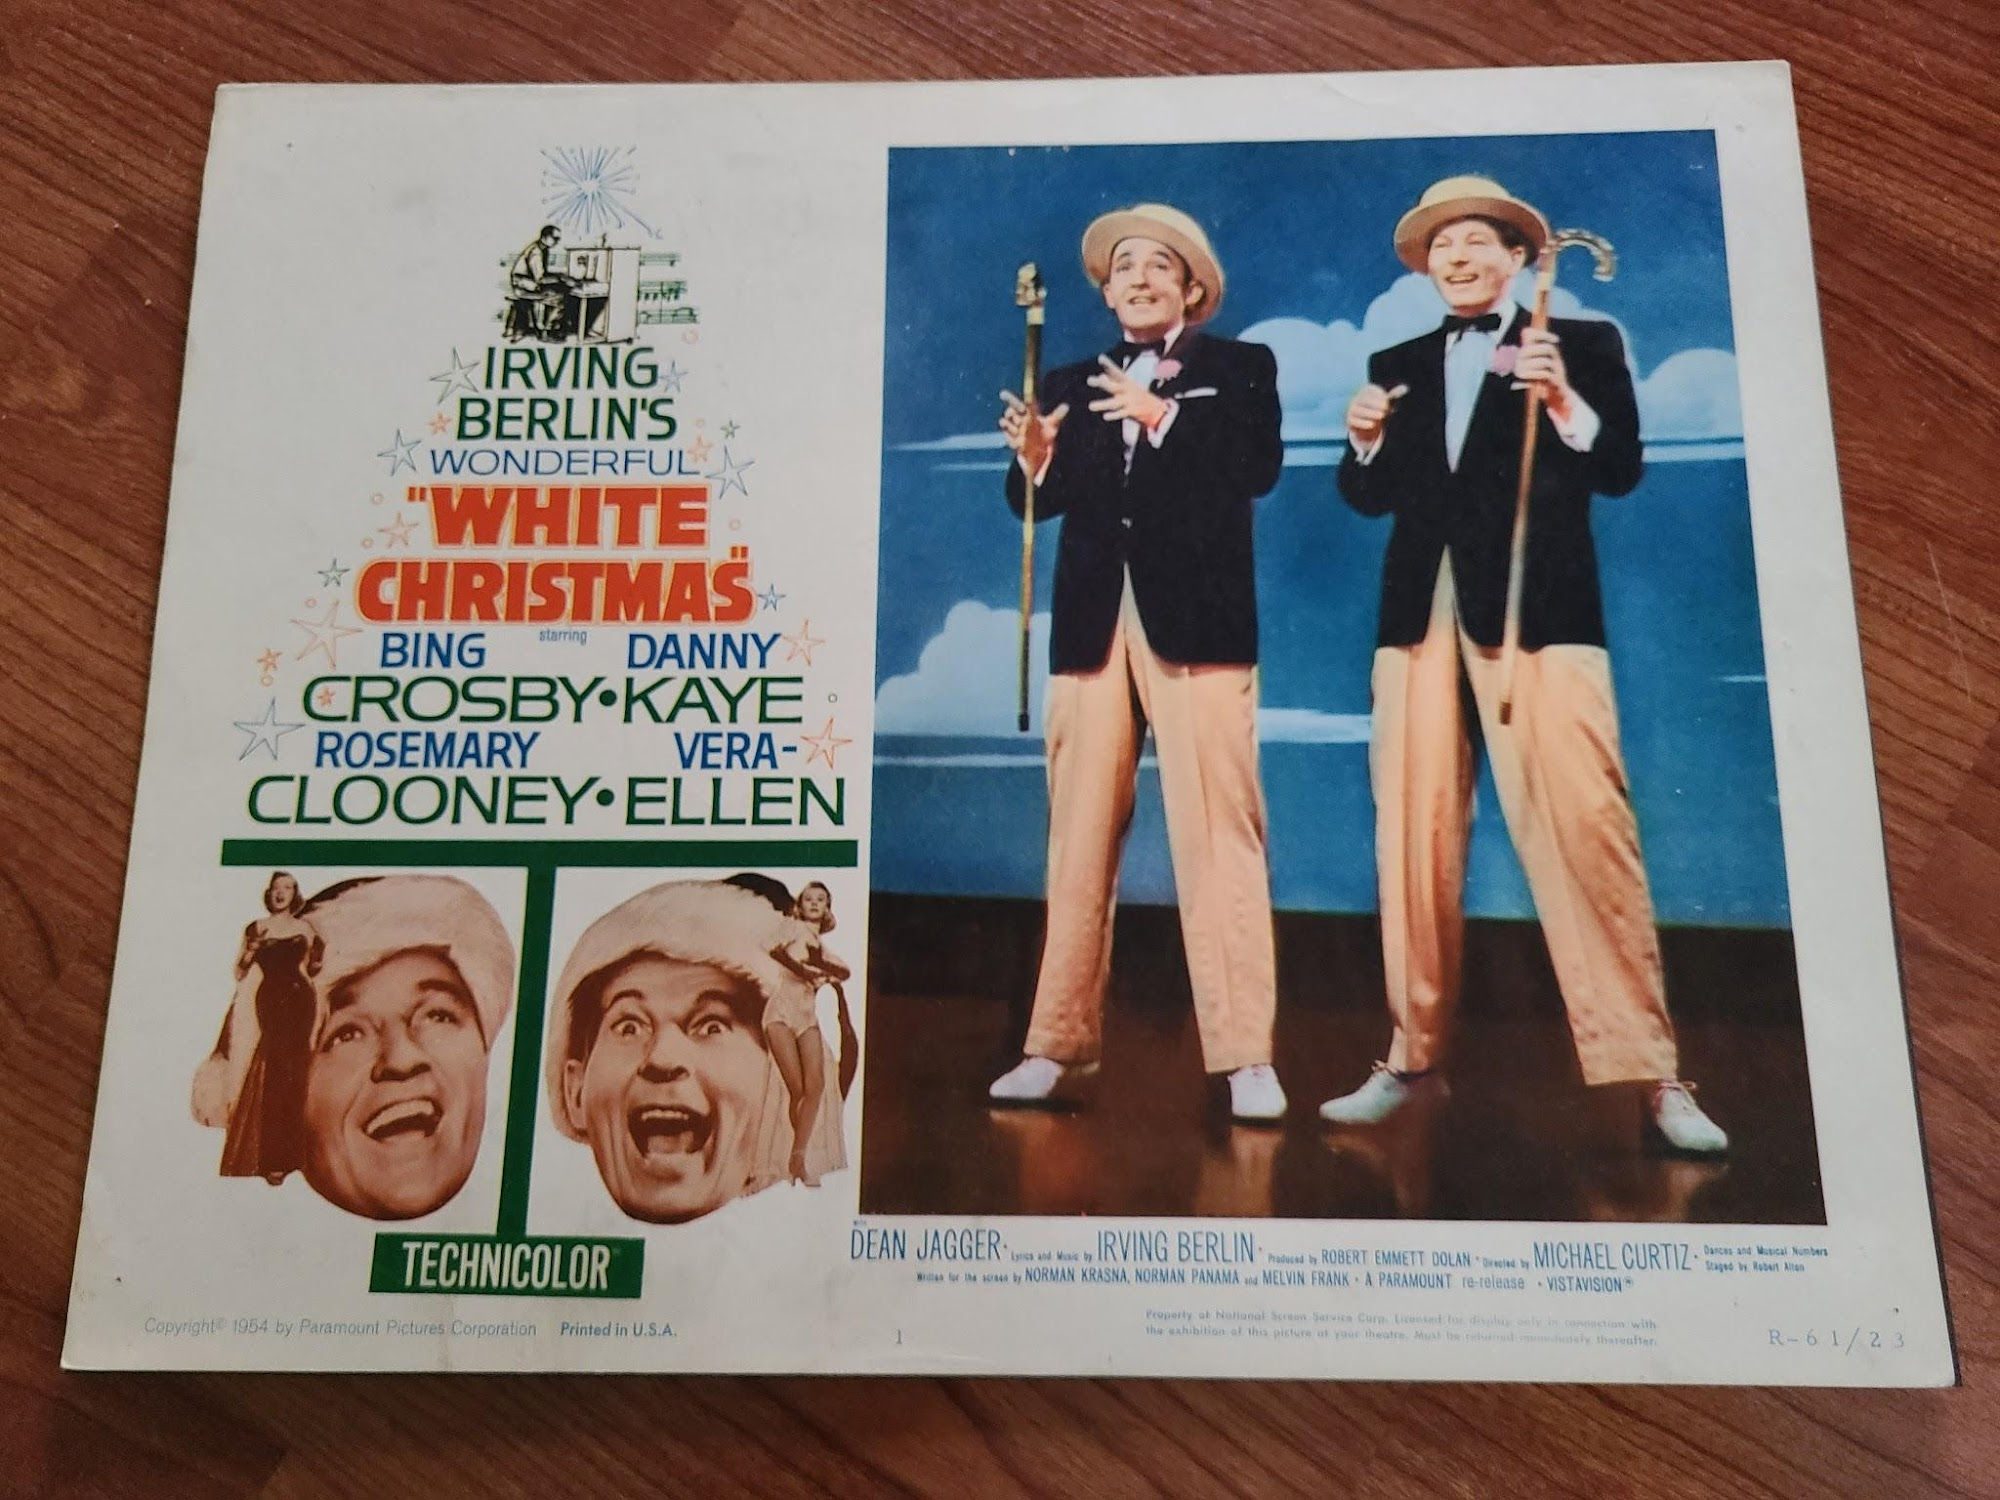 IRVING
BERLIN'S
WONDERFUL
"WHITE
CHRISTMAS"
starring
BING DANNY
CROSBY•KAYE
ROSEMARY VERA-
CLOONEY•ELLEN
TECHNICOLOR
with
DEAN JAGGER · Lyrics and Music by IRVING BERLIN · Produced by ROBERT EMMETT DOLAN · Directed by MICHAEL CURTIZ · Dances and Musical Numbers
Staged by Robert Alton
Written for the screen by NORMAN KRASNA, NORMAN PANAMA and MELVIN FRANK · A PARAMOUNT re-release · VISTAVISION®
Copyright© 1954 by Paramount Pictures Corporation Printed in U.S.A.
1
Property of National Screen Service Corp. Licensed for display only in connection with
the exhibition of this picture at your theatre. Must be returned immediately thereafter.
R-61/23